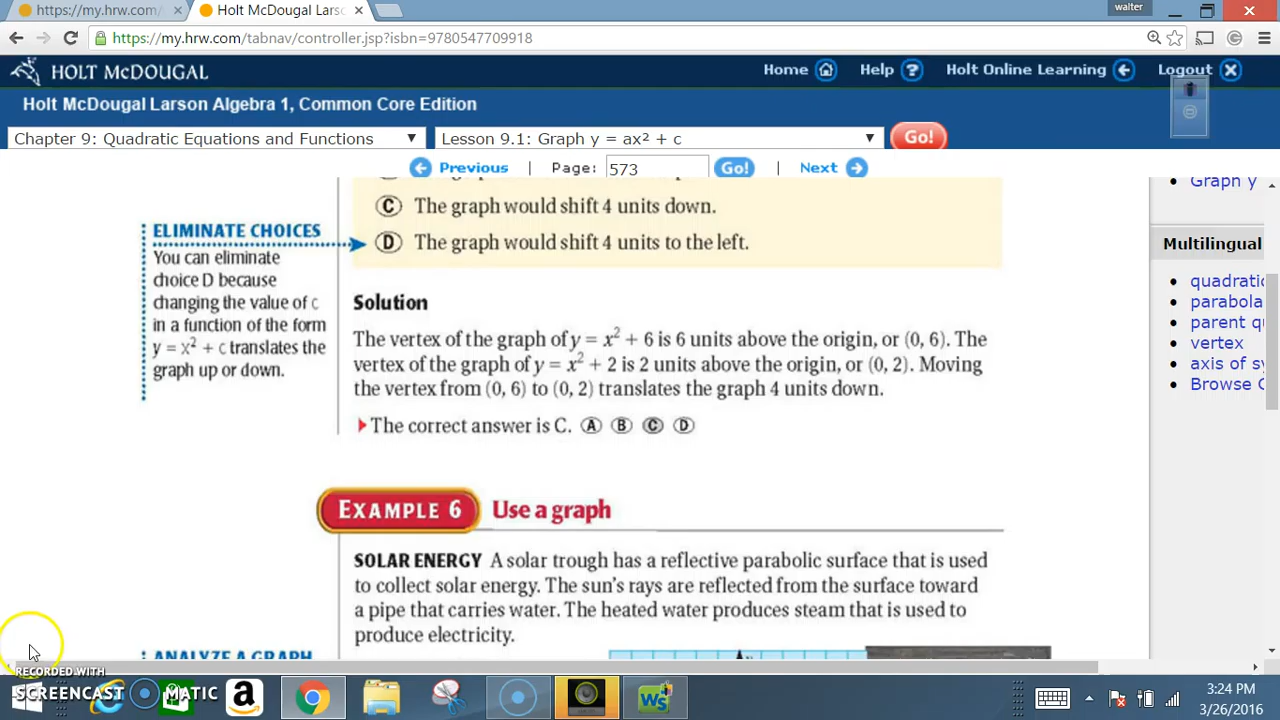 https://my.hrw.com/ × Holt McDougal Lars × walter
https://my.hrw.com/tabnav/controller.jsp?isbn=9780547709918
HOLT MCDOUGAL Home Help ? Holt Online Learning Logout X
Holt McDougal Larson Algebra 1, Common Core Edition
Chapter 9: Quadratic Equations and Functions Lesson 9.1: Graph y = ax² + c Go!
Previous | Page: 573 Go! | Next
Graph y
C The graph would shift 4 units down.
D The graph would shift 4 units to the left.
ELIMINATE CHOICES
You can eliminate
choice D because
changing the value of c
in a function of the form
y = x² + c translates the
graph up or down.
Solution
The vertex of the graph of y = x² + 6 is 6 units above the origin, or (0, 6). The
vertex of the graph of y = x² + 2 is 2 units above the origin, or (0, 2). Moving
the vertex from (0, 6) to (0, 2) translates the graph 4 units down.
The correct answer is C. A B C D
EXAMPLE 6 Use a graph
SOLAR ENERGY A solar trough has a reflective parabolic surface that is used
to collect solar energy. The sun's rays are reflected from the surface toward
a pipe that carries water. The heated water produces steam that is used to
produce electricity.
ANALYZE A GRAPH
Multilingual
quadratic
parabola
parent qu
vertex
axis of sy
Browse
RECORDED WITH
SCREENCAST MATIC
3:24 PM
3/26/2016